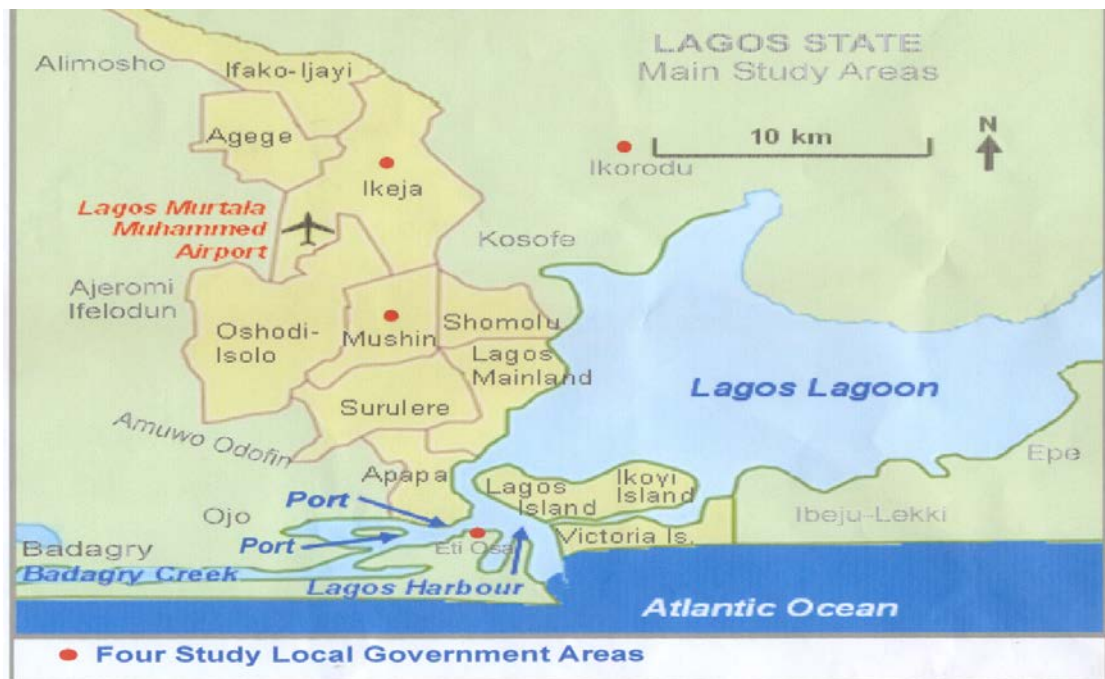 LAGOS STATE
Main Study Areas
Alimosho
Ifako-Ijayi
Agege
10 km
N
Ikorodu
Ikeja
Lagos Murtala
Muhammed
Airport
Kosofe
Ajeromi
Ifelodun
Oshodi-
Isolo
Mushin
Shomolu
Lagos
Mainland
Lagos Lagoon
Surulere
Amuwo Odofin
Epe
Apapa
Lagos
Island
Ikoyi
Island
Port
Ojo
Ibeju-Lekki
Port
Eti Osa
Victoria Is.
Badagry
Badagry Creek
Lagos Harbour
Atlantic Ocean
Four Study Local Government Areas